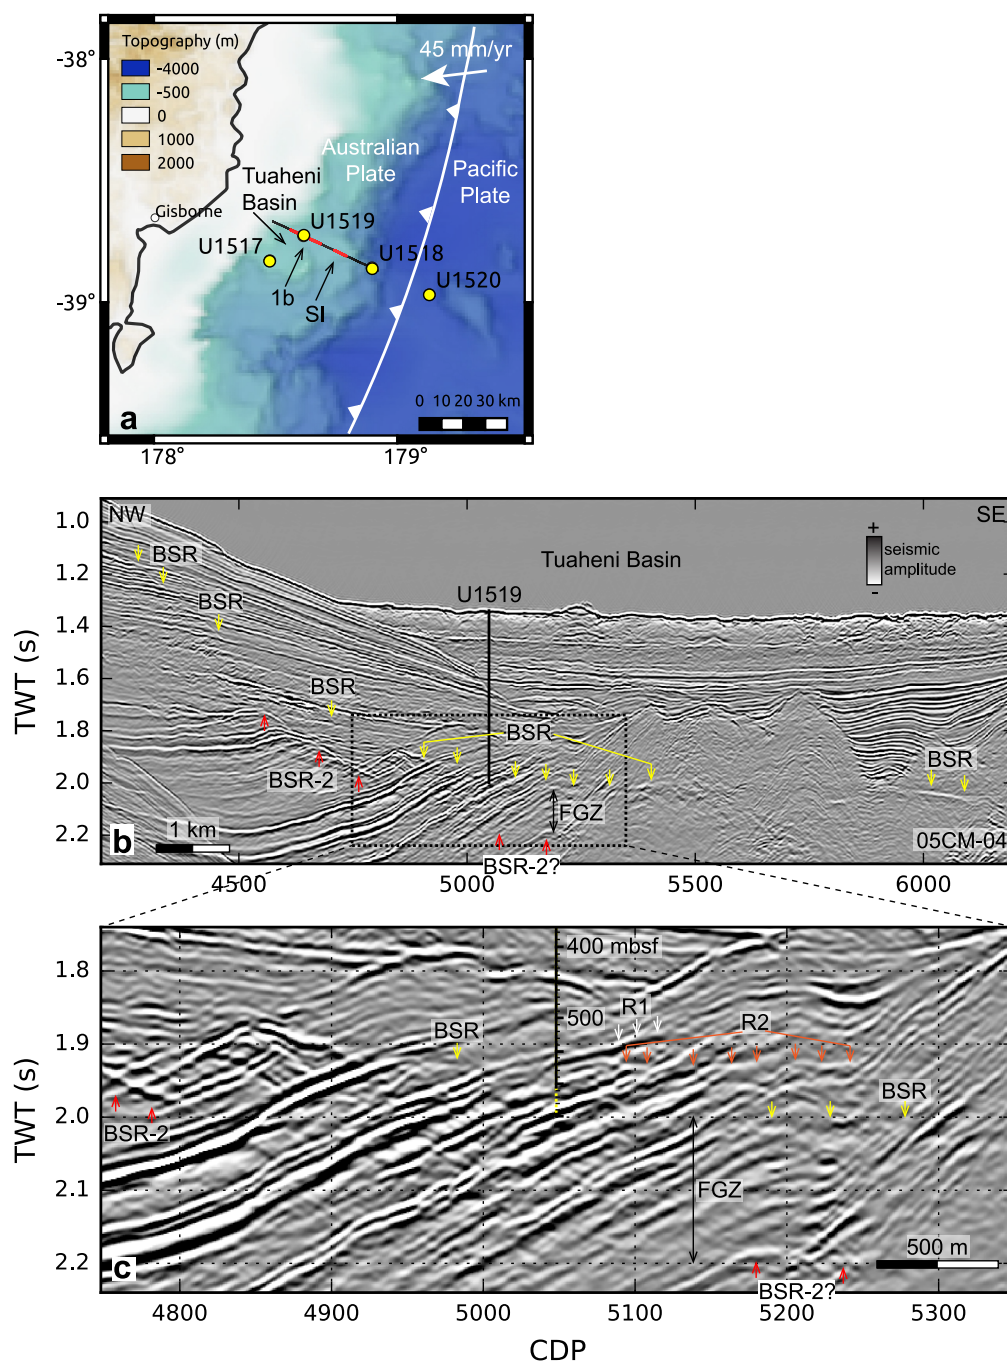 -38°
-39°
178°
179°
Topography (m)
-4000
-500
0
1000
2000
45 mm/yr
Australian
Plate
Pacific
Plate
Tuaheni
Basin
Gisborne
U1519
U1517
U1518
U1520
1b
SI
0 10 20 30 km
a
NW
SE
1.0
1.2
1.4
1.6
1.8
2.0
2.2
TWT (s)
BSR
BSR
BSR
Tuaheni Basin
U1519
+
seismic
amplitude
-
BSR
BSR
BSR-2
FGZ
BSR-2?
1 km
05CM-04
b
4500
5000
5500
6000
1.8
1.9
2.0
2.1
2.2
TWT (s)
400 mbsf
500
R1
R2
BSR
BSR
BSR-2
FGZ
500 m
BSR-2?
c
4800
4900
5000
5100
5200
5300
CDP